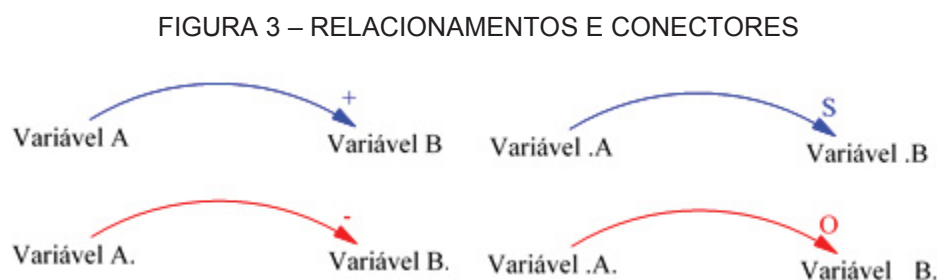 FIGURA 3 – RELACIONAMENTOS E CONECTORES
+
S
Variável A
Variável B
Variável .A
Variável .B
-
O
Variável A.
Variável B.
Variável .A.
Variável B.